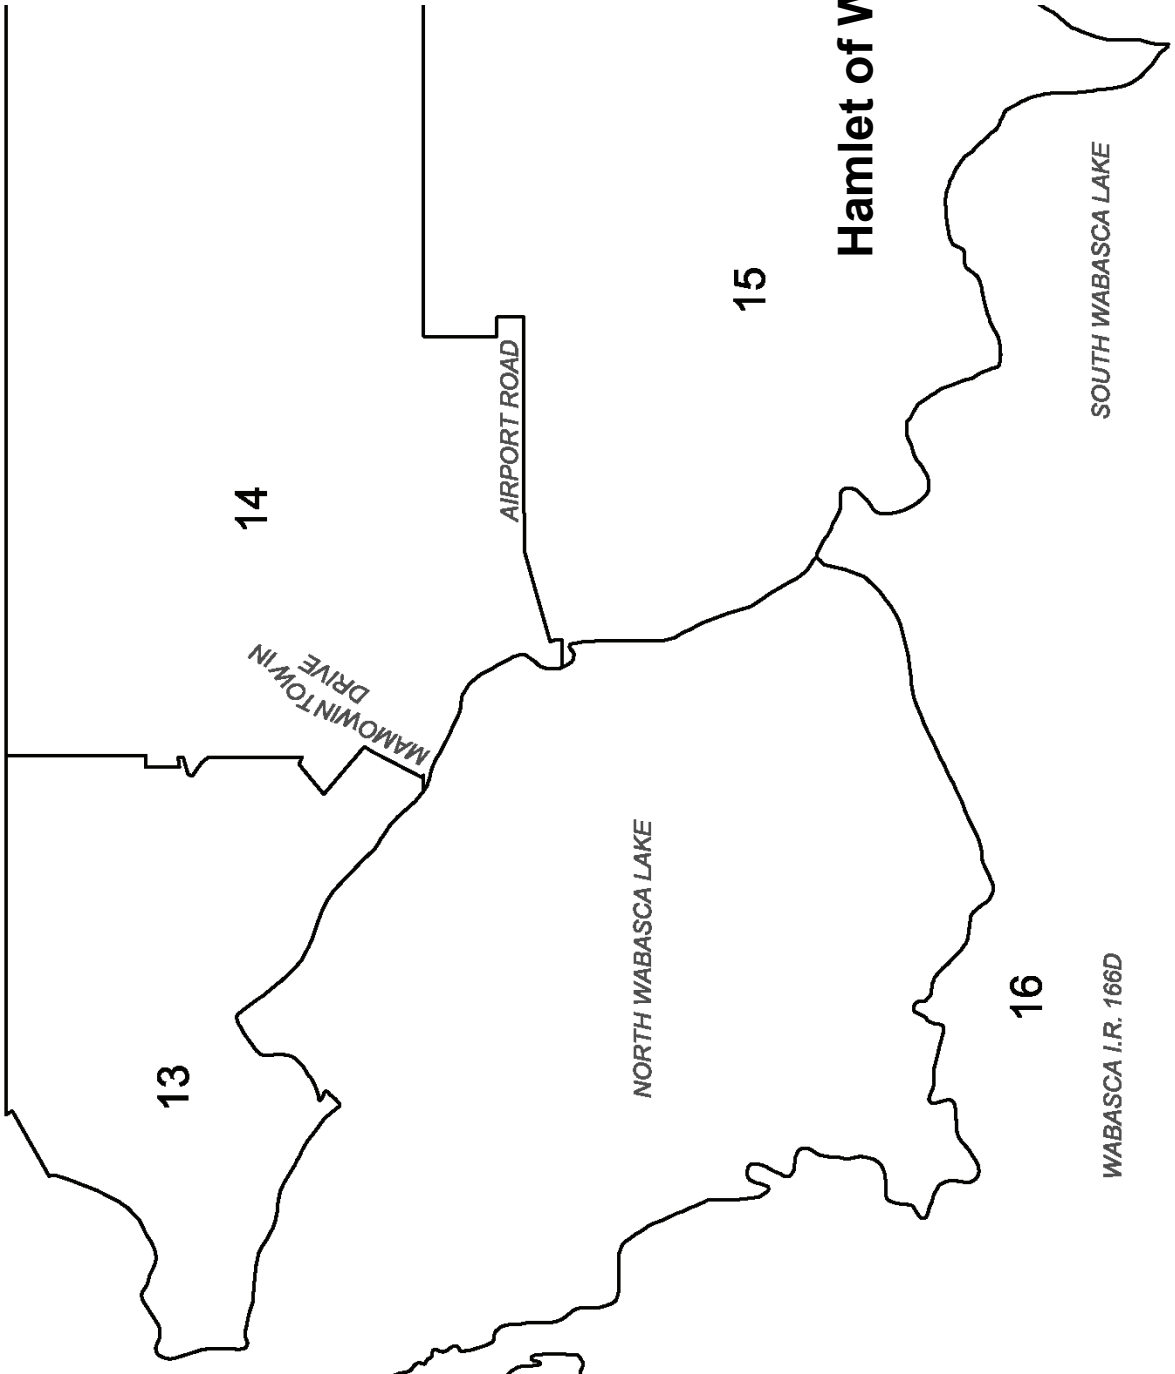 13
14
MAMOWINTOWIN
DRIVE
AIRPORT ROAD
NORTH WABASCA LAKE
15
Hamlet of W
16
WABASCA I.R. 166D
SOUTH WABASCA LAKE